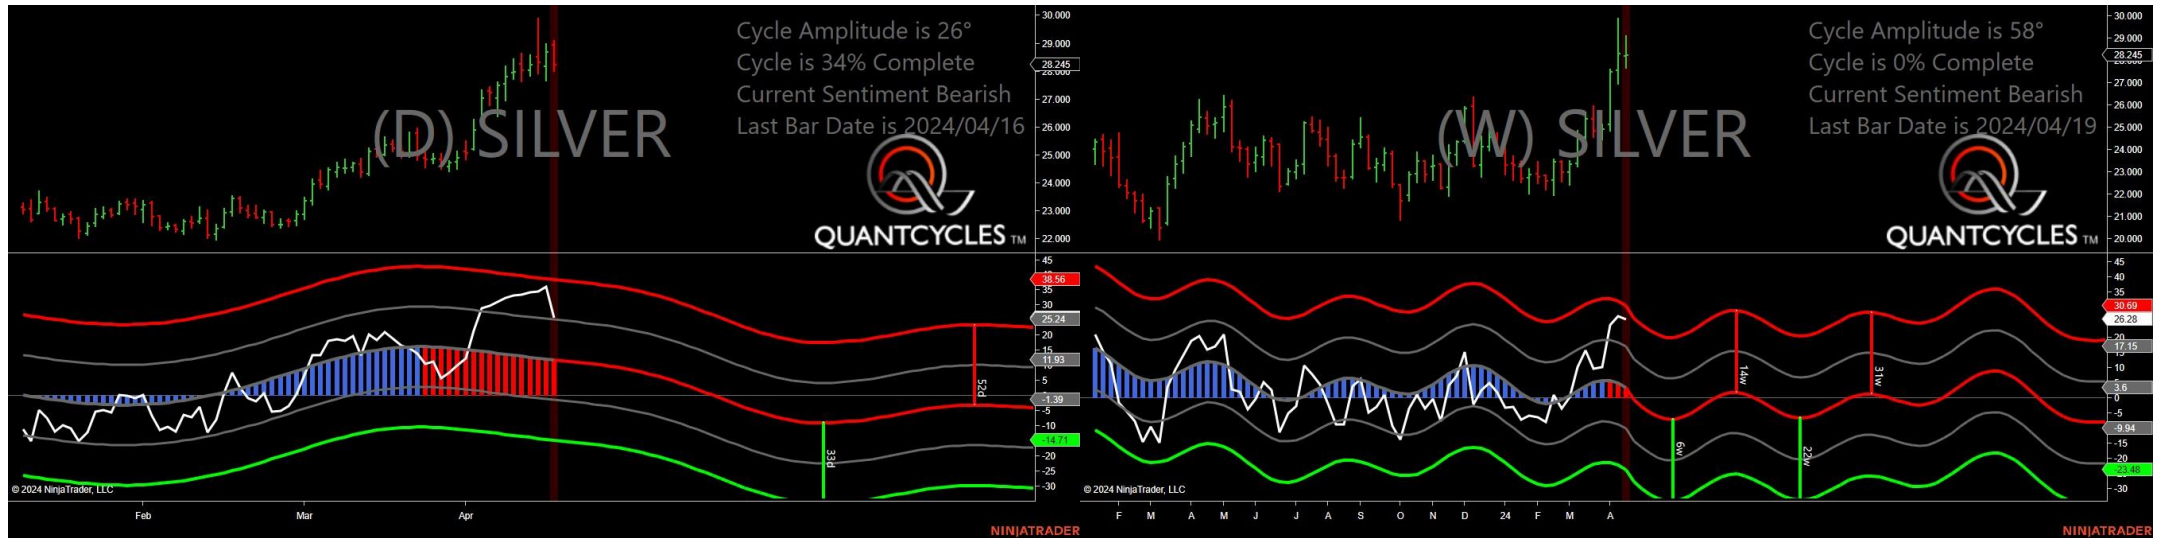 Cycle Amplitude is 26°
Cycle is 34% Complete
Current Sentiment Bearish
Last Bar Date is 2024/04/16
(D) SILVER
QUANTCYCLES TM
30.000
29.000
28.245
28.000
27.000
26.000
25.000
24.000
23.000
22.000
45
40
38.56
35
30
25.24
20
15
11.93
5
-1.39
-5
-10
-14.71
-20
-25
-30
52d
33d
© 2024 NinjaTrader, LLC
Feb Mar Apr
NINJATRADER
Cycle Amplitude is 58°
Cycle is 0% Complete
Current Sentiment Bearish
Last Bar Date is 2024/04/19
(W) SILVER
QUANTCYCLES TM
30.000
29.000
28.245
28.000
27.000
26.000
25.000
24.000
23.000
22.000
21.000
20.000
45
40
35
30.69
26.28
20
17.15
10
3.6
0
-5
-9.94
-15
-20
-23.48
-30
14w
31w
6w
22w
© 2024 NinjaTrader, LLC
F M A M J J A S O N D 24 F M A
NINJATRADER